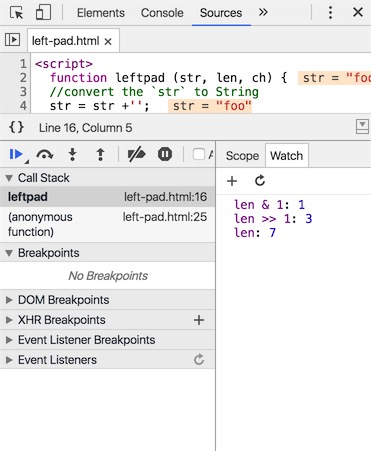 Elements Console Sources »
left-pad.html ×
1 <script>
2 function leftpad (str, len, ch) { str = "foo
3 //convert the `str` to String
4 str = str +''; str = "foo"
{} Line 16, Column 5
A
Scope Watch
Call Stack
leftpad left-pad.html:16
(anonymous left-pad.html:25
function)
Breakpoints
No Breakpoints
DOM Breakpoints
XHR Breakpoints +
Event Listener Breakpoints
Event Listeners
+
len & 1: 1
len >> 1: 3
len: 7